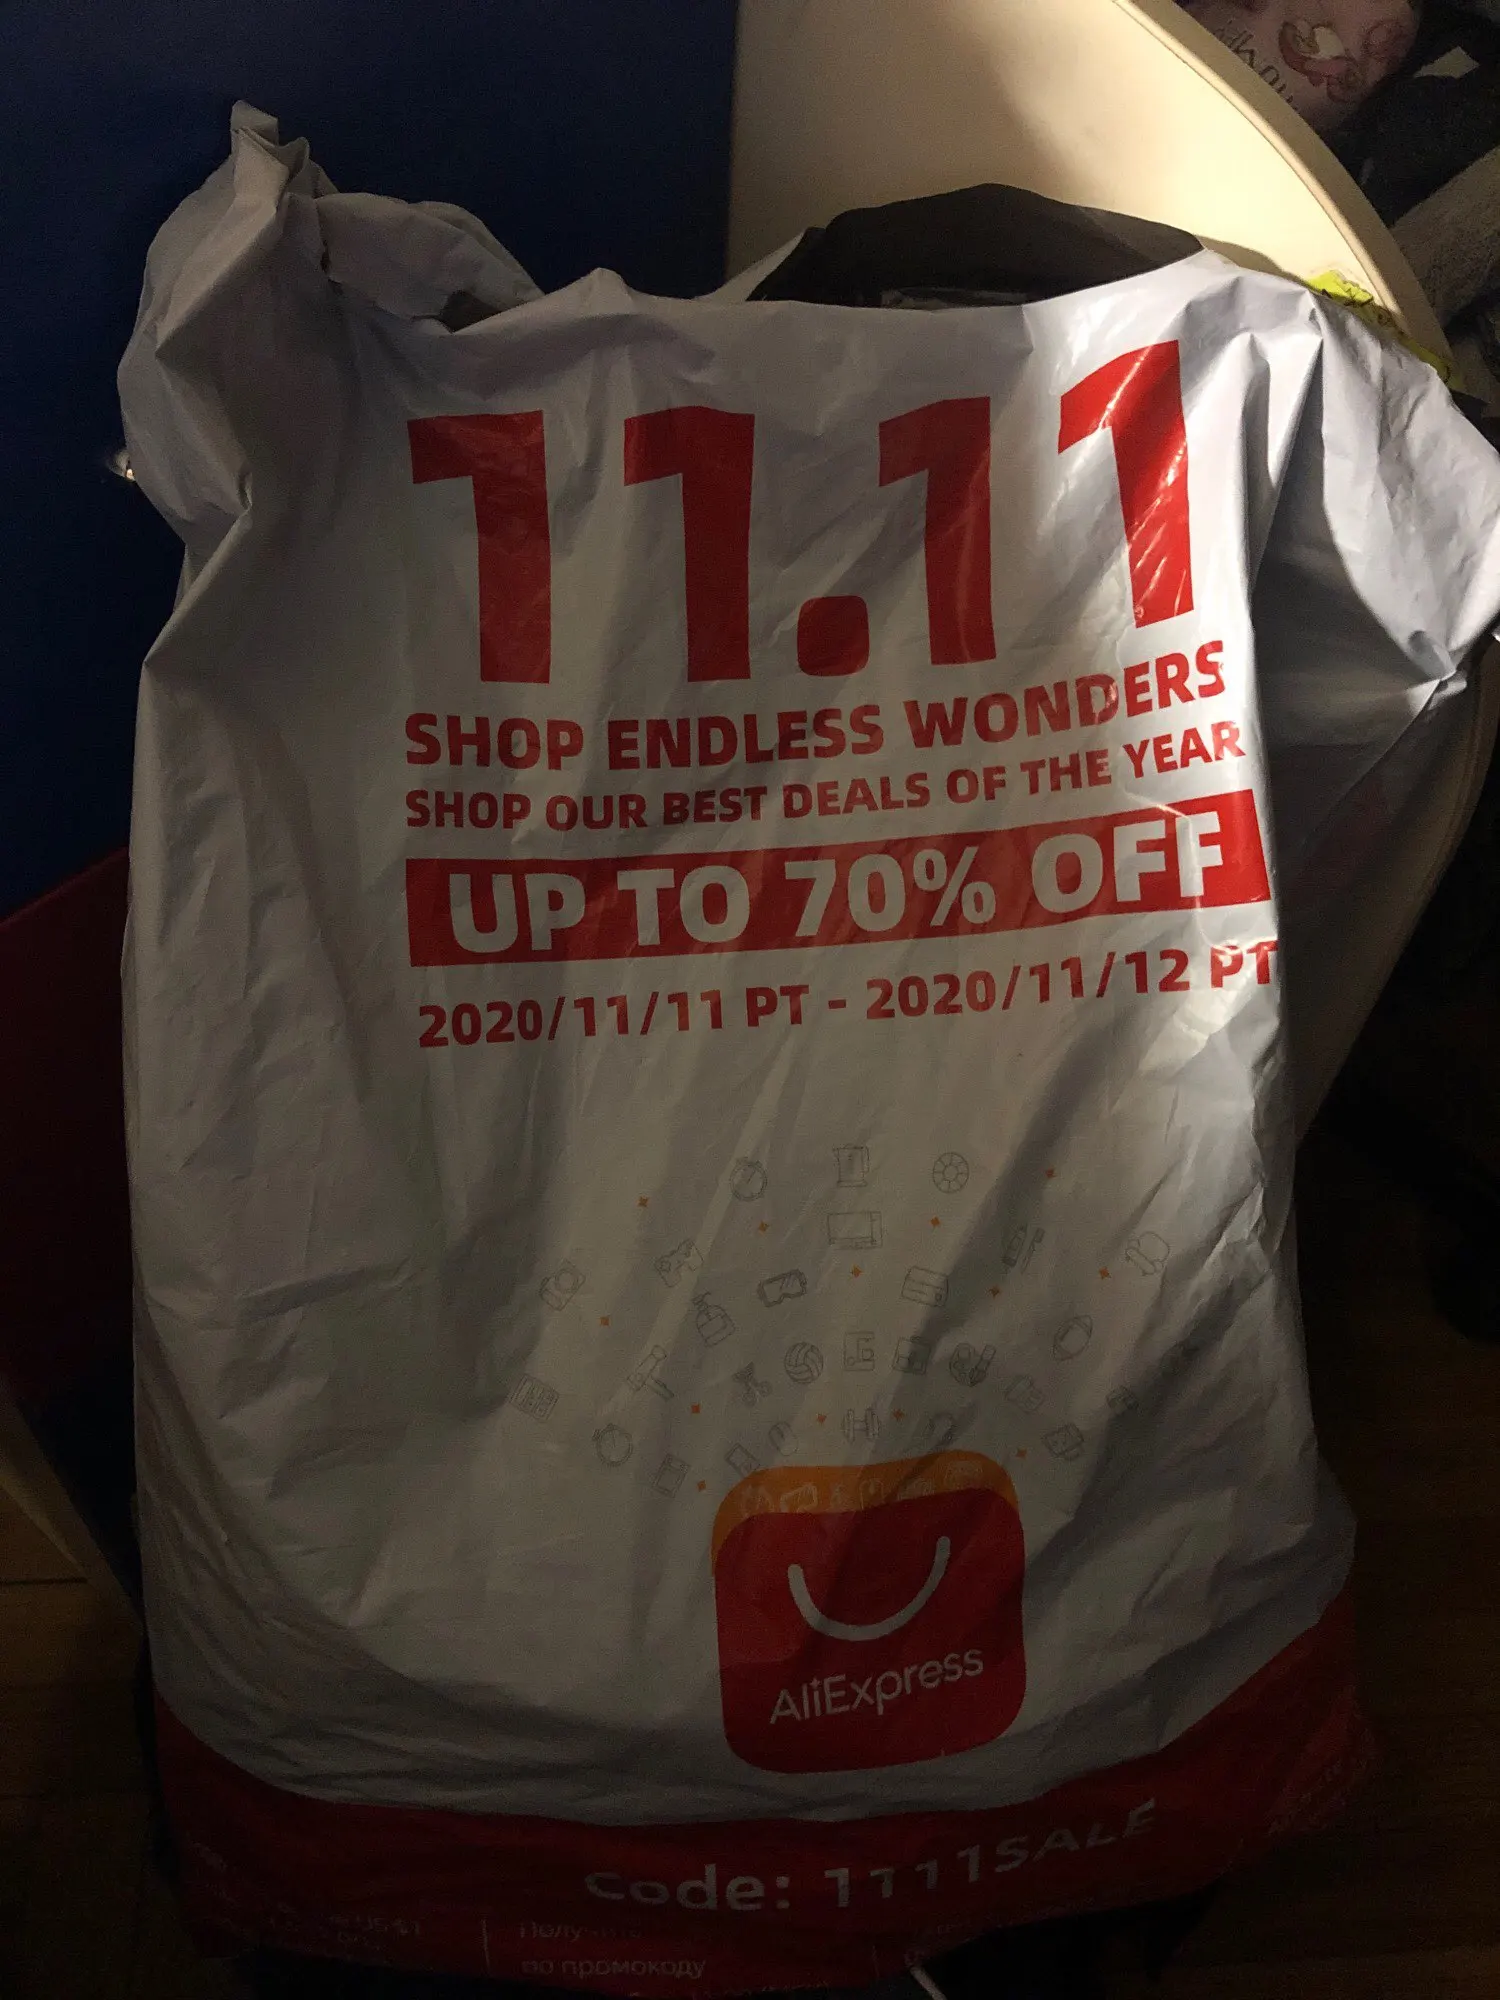 11.11
SHOP ENDLESS WONDERS
SHOP OUR BEST DEALS OF THE YEAR
UP TO 70% OFF
2020/11/11 PT - 2020/11/12 PT
AliExpress
Code: 1111SALE
Получите
по промокоду